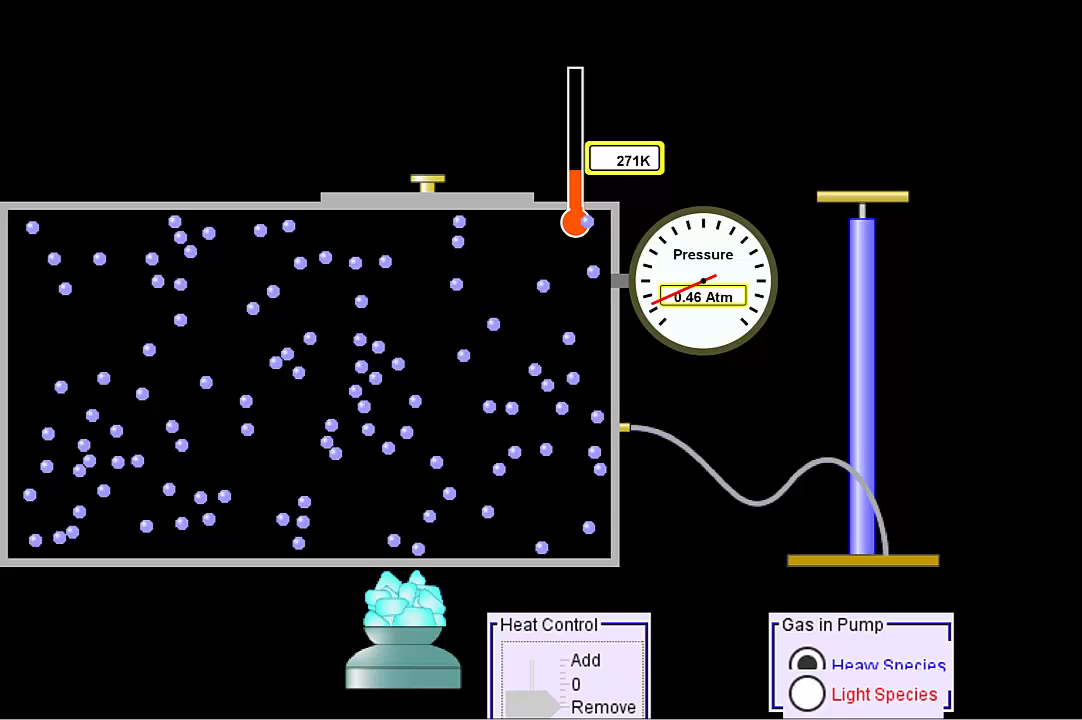 271K
Pressure
0.46 Atm
Heat Control
Add
0
Remove
Gas in Pump
Heavy Species
Light Species